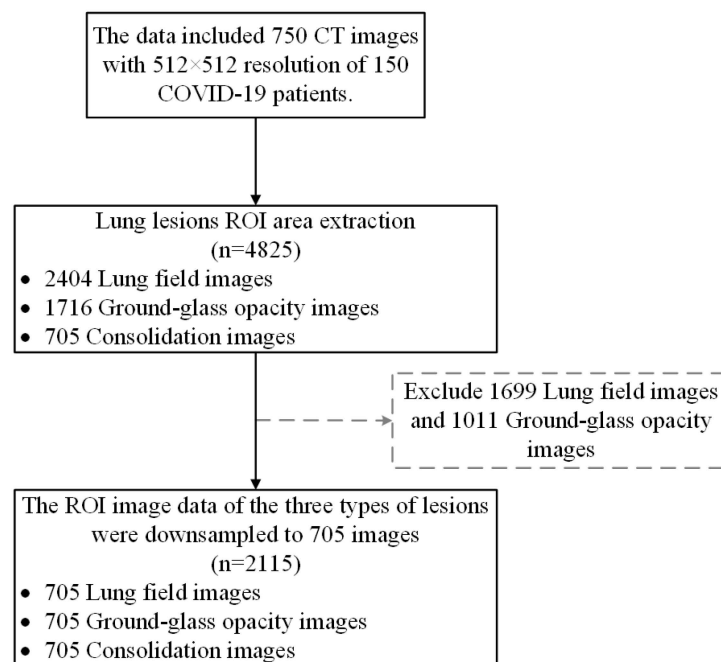 The data included 750 CT images
with 512×512 resolution of 150
COVID-19 patients.
Lung lesions ROI area extraction
(n=4825)
• 2404 Lung field images
• 1716 Ground-glass opacity images
• 705 Consolidation images
Exclude 1699 Lung field images
and 1011 Ground-glass opacity
images
The ROI image data of the three types of lesions
were downsampled to 705 images
(n=2115)
• 705 Lung field images
• 705 Ground-glass opacity images
• 705 Consolidation images